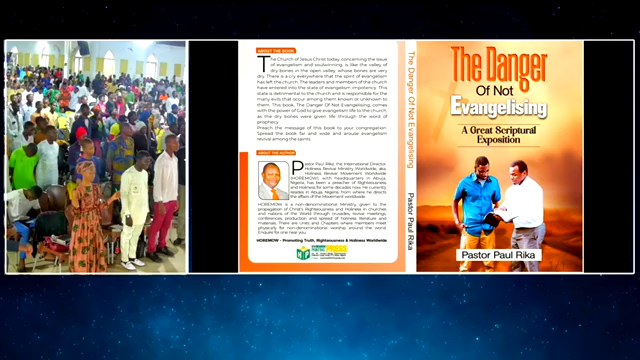 ABOUT THE BOOK
The Church of Jesus Christ today, concerning the issue
of evangelism and soulwinning, is like the valley of
dry bones in the open valley, whose bones are very
dry. There is a cry everywhere that the spirit of evangelism
has left the church. The leaders and members of the church
have entered into the state of evangelism impotency. This
state is detrimental to the church and is responsible for the
many evils that occur among them known or unknown to
them. This book, The Danger Of Not Evangelising, comes
with the power of God to give evangelism life to the church,
as the dry bones were given life through the word of
prophecy.
Preach the message of this book to your congregation.
Spread the book far and wide and arouse evangelism
revival among the saints.
ABOUT THE AUTHOR
Pastor Paul Rika, the International Director,
Holiness Revival Ministry Worldwide, aka
Holiness Revival Movement Worldwide
(HOREMOW), with headquarters in Abuja,
Nigeria, has been a preacher of Righteousness
and Holiness for some decades now. He currently
resides in Abuja, Nigeria, from where he directs
the affairs of the Movement worldwide.
HOREMOW is a non-denominational Ministry, given to the
propagation of Christ's Righteousness and Holiness in churches
and nations of the World through crusades, revival meetings,
conferences, production and spread of holiness literature and
materials. There are Units and Chapters where members meet
physically for non-denominational worship around the world.
Enquire for one near you.
HOREMOW - Promoting Truth, Righteousness & Holiness Worldwide
PRESS
The Danger Of Not Evangelising
Pastor Paul Rika
The Danger
Of Not
Evangelising
A Great Scriptural
Exposition
Pastor Paul Rika